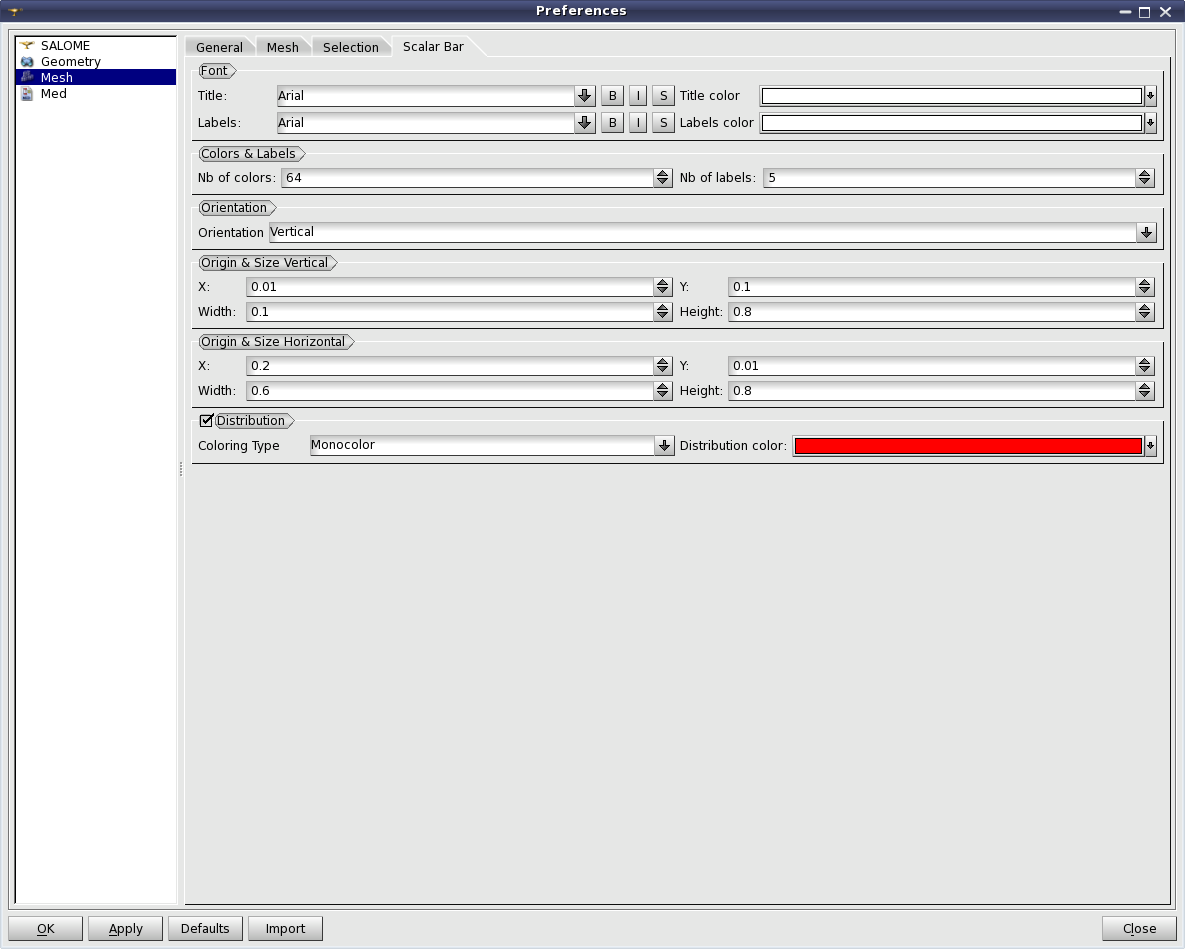 Preferences
SALOME
Geometry
Mesh
Med
General Mesh Selection Scalar Bar
Font
Title: Arial B I S Title color
Labels: Arial B I S Labels color
Colors & Labels
Nb of colors: 64 Nb of labels: 5
Orientation
Orientation Vertical
Origin & Size Vertical
X: 0.01 Y: 0.1
Width: 0.1 Height: 0.8
Origin & Size Horizontal
X: 0.2 Y: 0.01
Width: 0.6 Height: 0.8
Distribution
Coloring Type Monocolor Distribution color:
OK Apply Defaults Import Close